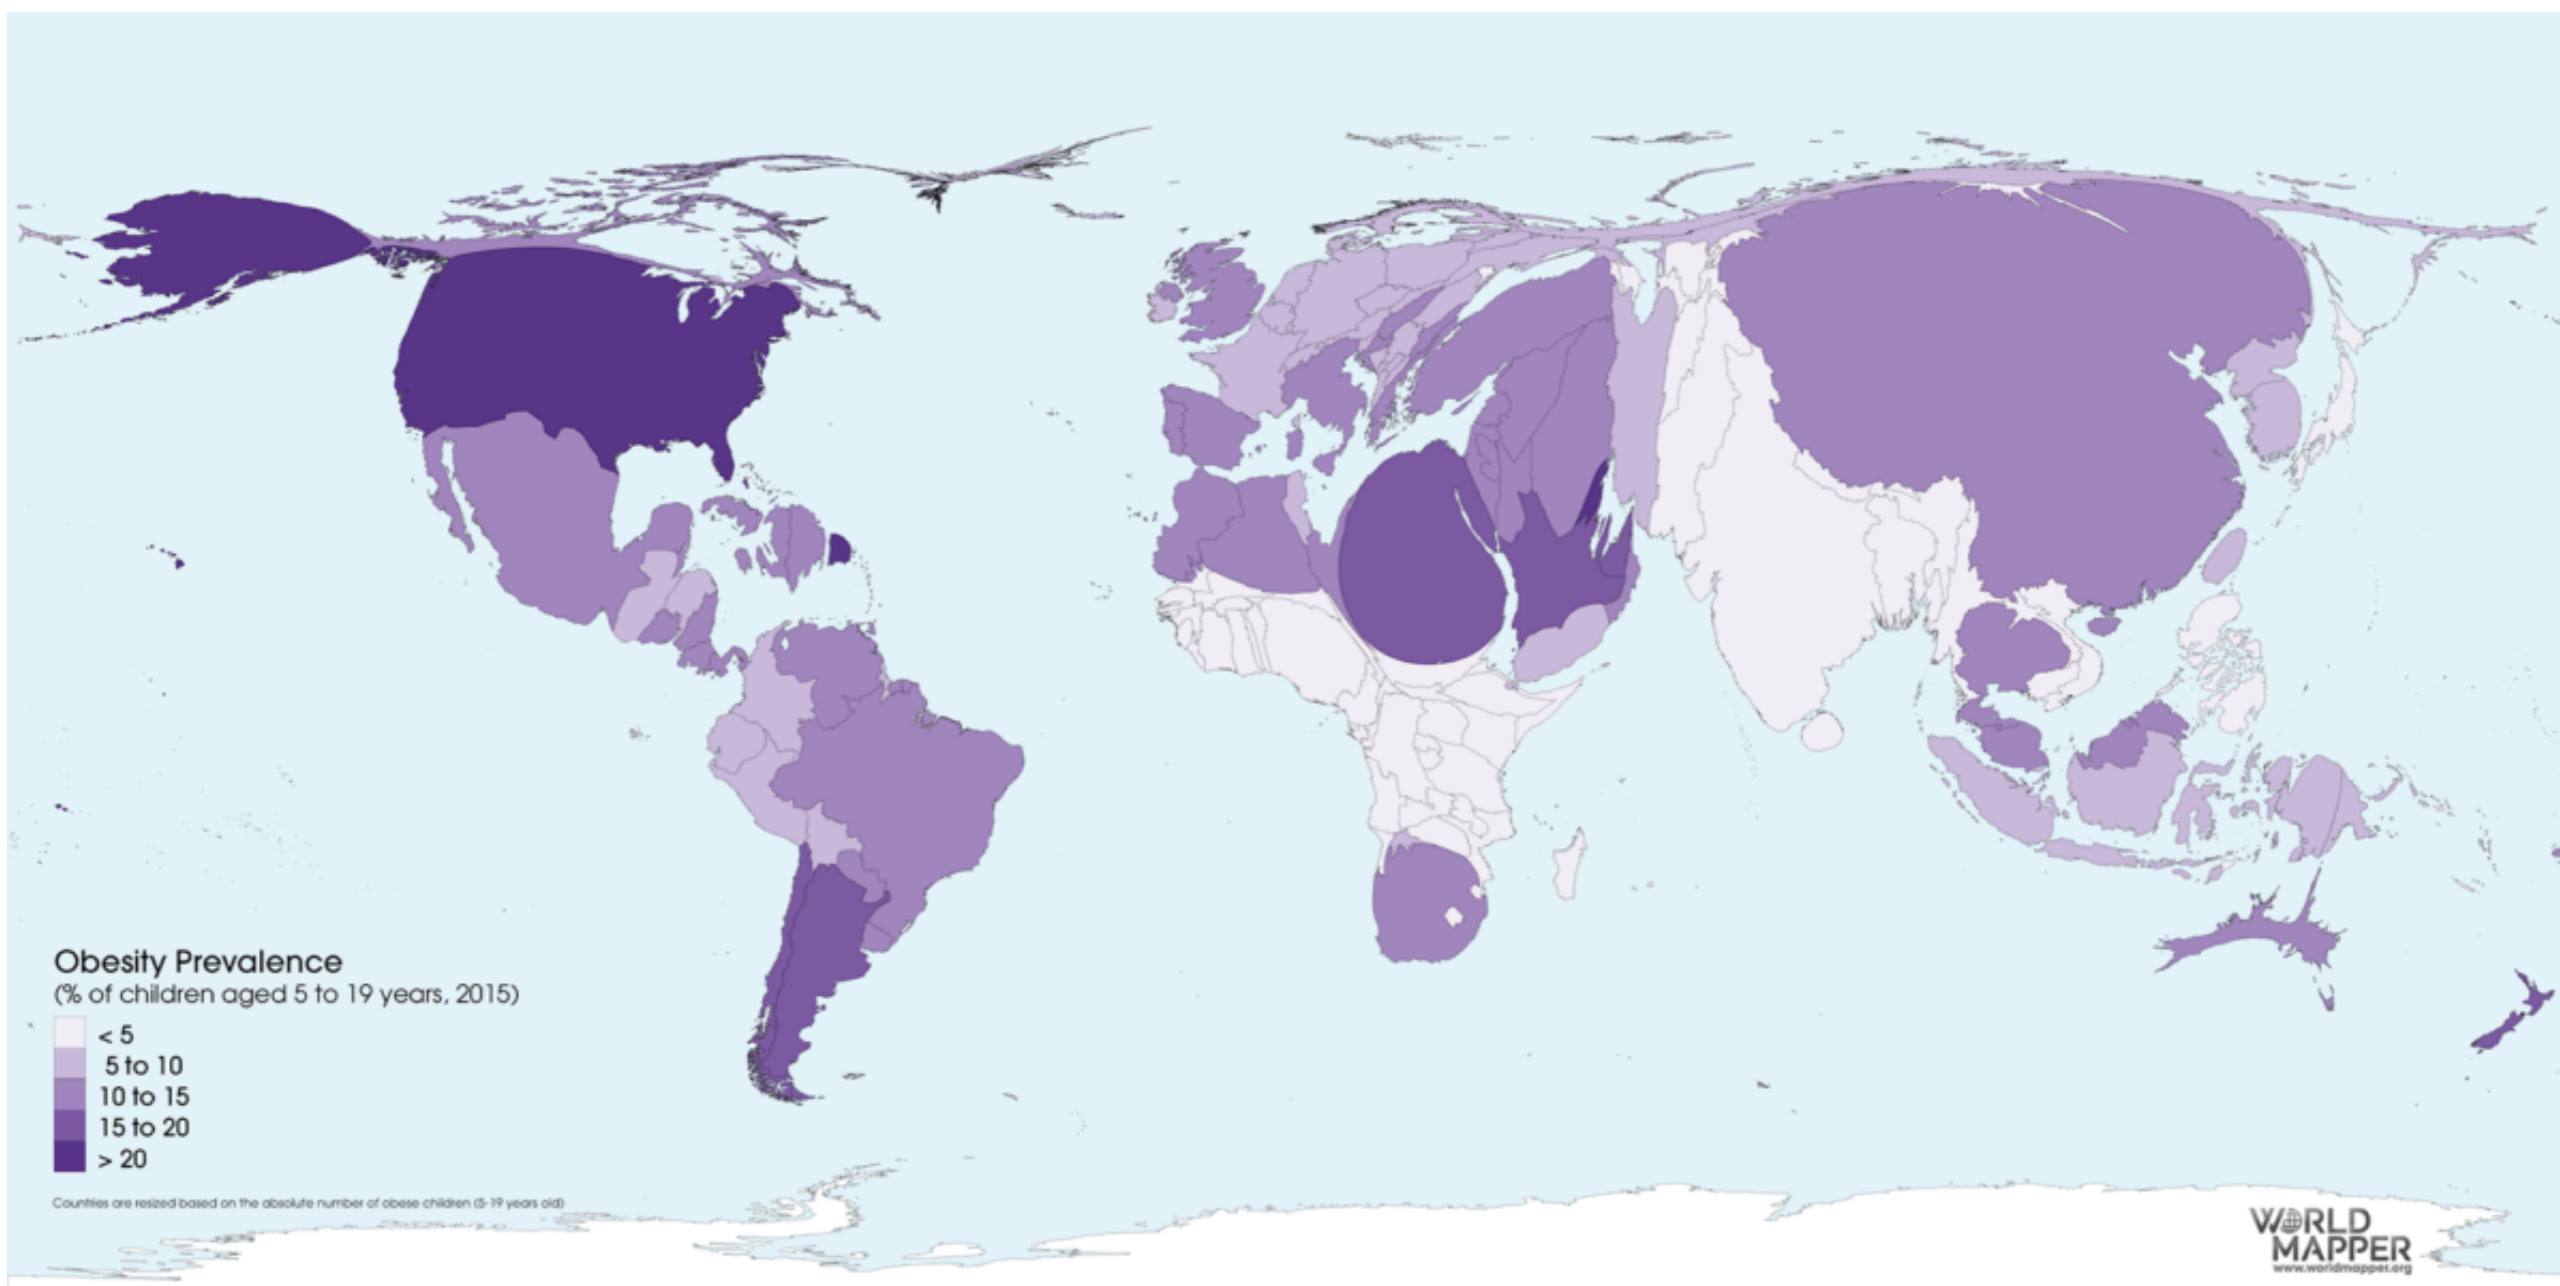 Obesity Prevalence
(% of children aged 5 to 19 years, 2015)
< 5
5 to 10
10 to 15
15 to 20
> 20
Countries are resized based on the absolute number of obese children (5-19 years old)
WORLD
MAPPER
www.worldmapper.org